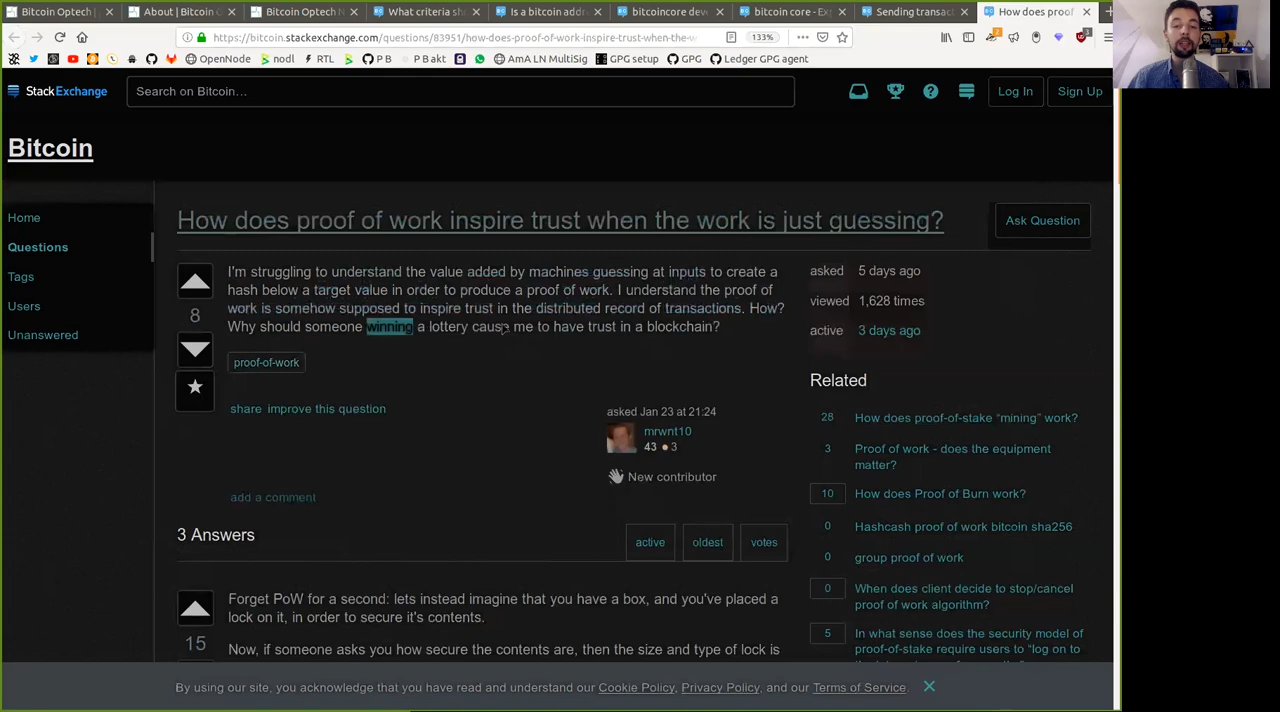 Bitcoin Optech
About | Bitcoin O
Bitcoin Optech N
What criteria sh
Is a bitcoin addr
bitcoincore deve
bitcoin core - Ex
Sending transac
How does proof
https://bitcoin.stackexchange.com/questions/83951/how-does-proof-of-work-inspire-trust-when-the-w
133%
OpenNode
nodl
RTL
P B
P B akt
AmA LN MultiSig
GPG setup
GPG
Ledger GPG agent
StackExchange
Search on Bitcoin...
Log In
Sign Up
Bitcoin
Home
Questions
Tags
Users
Unanswered
How does proof of work inspire trust when the work is just guessing?
Ask Question
I'm struggling to understand the value added by machines guessing at inputs to create a
hash below a target value in order to produce a proof of work. I understand the proof of
work is somehow supposed to inspire trust in the distributed record of transactions. How?
Why should someone winning a lottery cause me to have trust in a blockchain?
8
proof-of-work
share improve this question
asked Jan 23 at 21:24
mrwnt10
43 3
New contributor
add a comment
asked 5 days ago
viewed 1,628 times
active 3 days ago
Related
28 How does proof-of-stake “mining” work?
3 Proof of work - does the equipment
matter?
10 How does Proof of Burn work?
0 Hashcash proof of work bitcoin sha256
0 group proof of work
0 When does client decide to stop/cancel
proof of work algorithm?
5 In what sense does the security model of
proof-of-stake require users to “log on to
3 Answers
active
oldest
votes
15
Forget PoW for a second: lets instead imagine that you have a box, and you've placed a
lock on it, in order to secure it's contents.
Now, if someone asks you how secure the contents are, then the size and type of lock is
By using our site, you acknowledge that you have read and understand our Cookie Policy, Privacy Policy, and our Terms of Service.